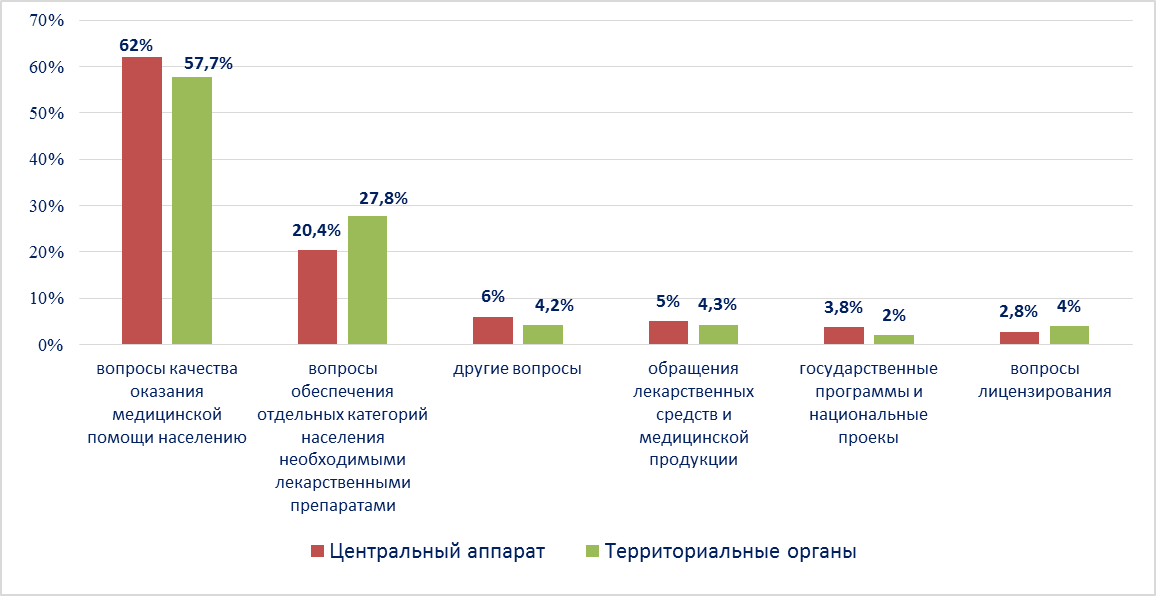 70%
60%
50%
40%
30%
20%
10%
0%
62%
57,7%
20,4%
27,8%
6%
4,2%
5%
4,3%
3,8%
2%
2,8%
4%
вопросы качества
оказания
медицинской
помощи населению
вопросы
обеспечения
отдельных категорий
населения
необходимыми
лекарственными
препаратами
другие вопросы
обращения
лекарственных
средств и
медицинской
продукции
государственные
программы и
национальные
проекы
вопросы
лицензирования
Центральный аппарат
Территориальные органы